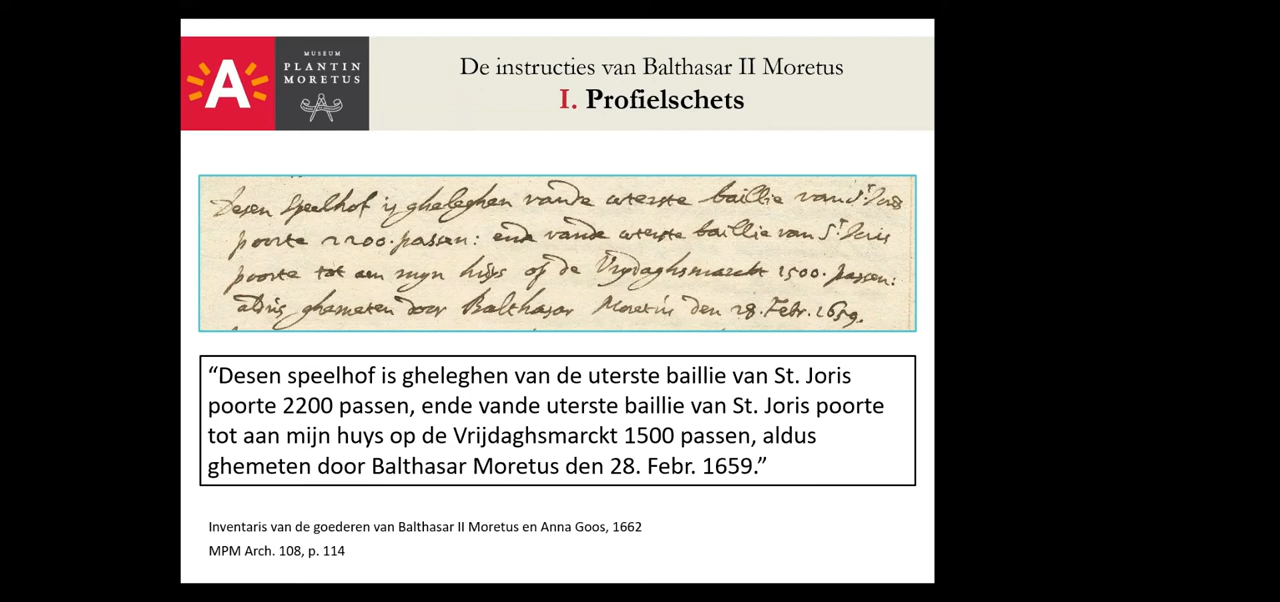 MUSEUM
PLANTIN
MORETUS
A
De instructies van Balthasar II Moretus
I. Profielschets
Desen speelhof is gheleghen vande uterste baillie van St Joris
poorte 2200. passen: ende vande uterste baillie van St Joris
poorte tot aen mijn huijs op de Vrijdaghsmarckt 1500. passen:
aldus ghemeten door Balthasar Moretus den 28. Febr. 1659.
“Desen speelhof is gheleghen van de uterste baillie van St. Joris
poorte 2200 passen, ende vande uterste baillie van St. Joris poorte
tot aan mijn huys op de Vrijdaghsmarckt 1500 passen, aldus
ghemeten door Balthasar Moretus den 28. Febr. 1659.”
Inventaris van de goederen van Balthasar II Moretus en Anna Goos, 1662
MPM Arch. 108, p. 114